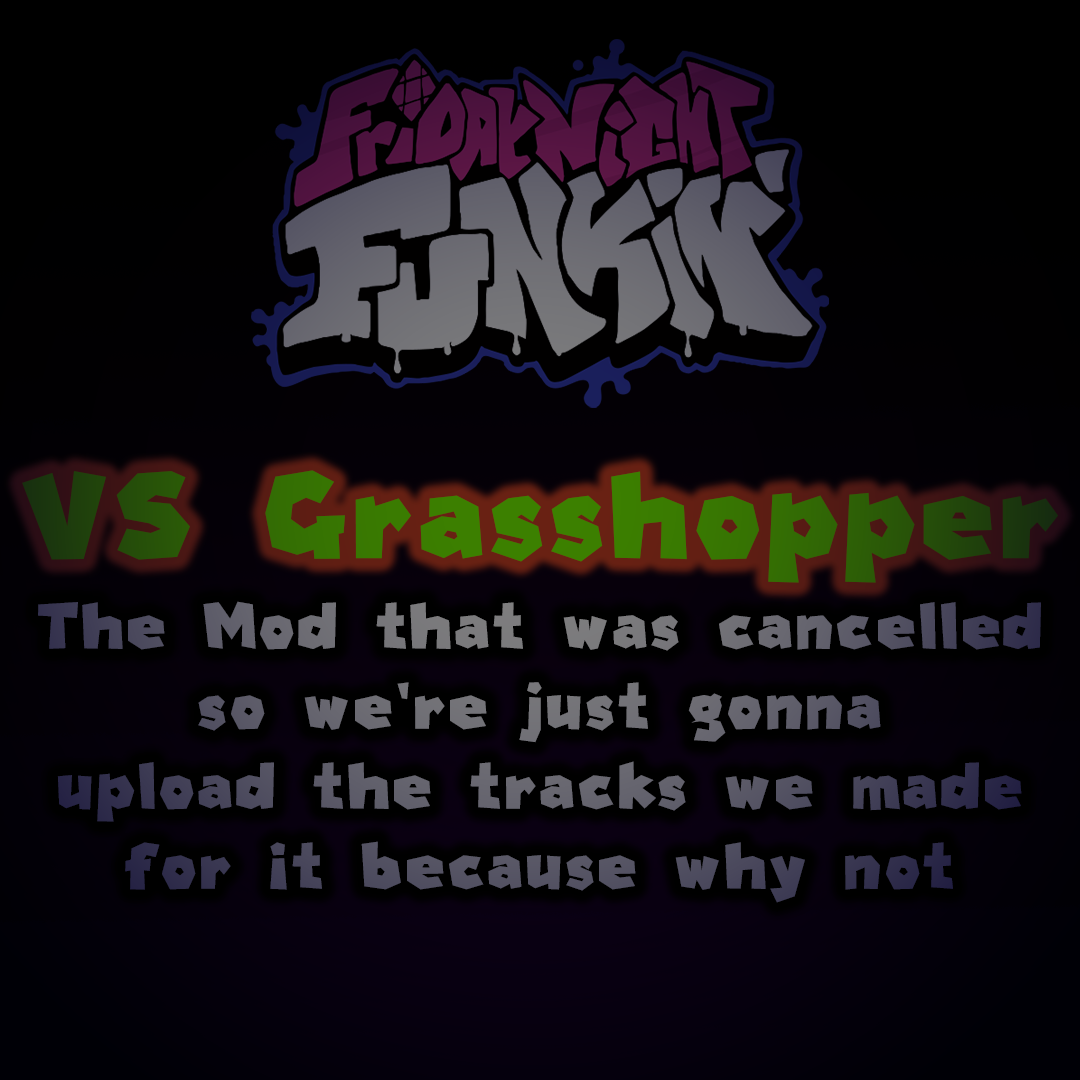 FRiDAY NiGHT
FUNKiN'
VS Grasshopper
The Mod that was cancelled
so we're just gonna
upload the tracks we made
for it because why not